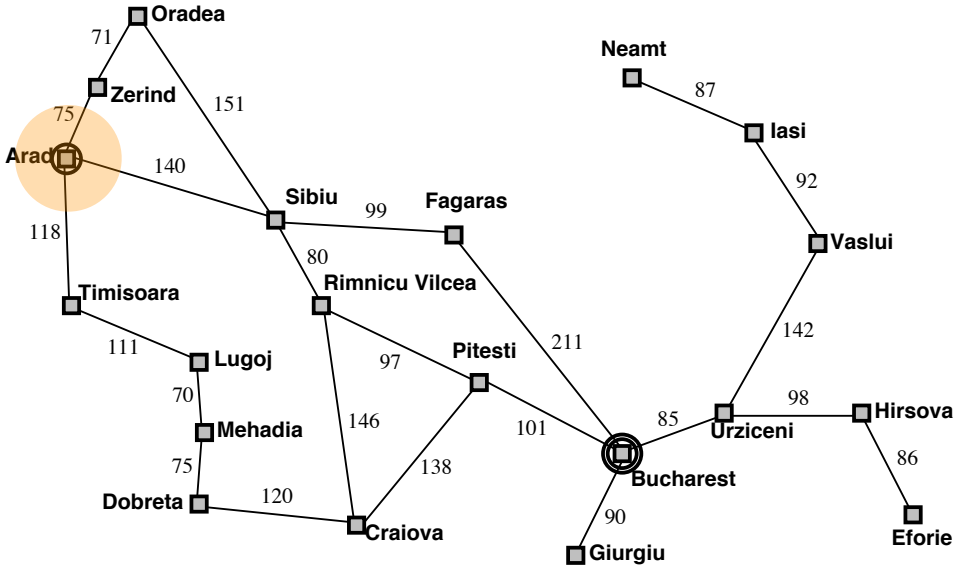 Oradea
71
Neamt
Zerind
87
75
151
Iasi
Arad
140
92
Sibiu
Fagaras
99
118
Vaslui
80
Timisoara
Rimnicu Vilcea
142
111
Lugoj
97
Pitesti
211
70
98
Hirsova
Mehadia
146
101
85
Urziceni
75
138
86
Bucharest
Dobreta
120
90
Craiova
Eforie
Giurgiu